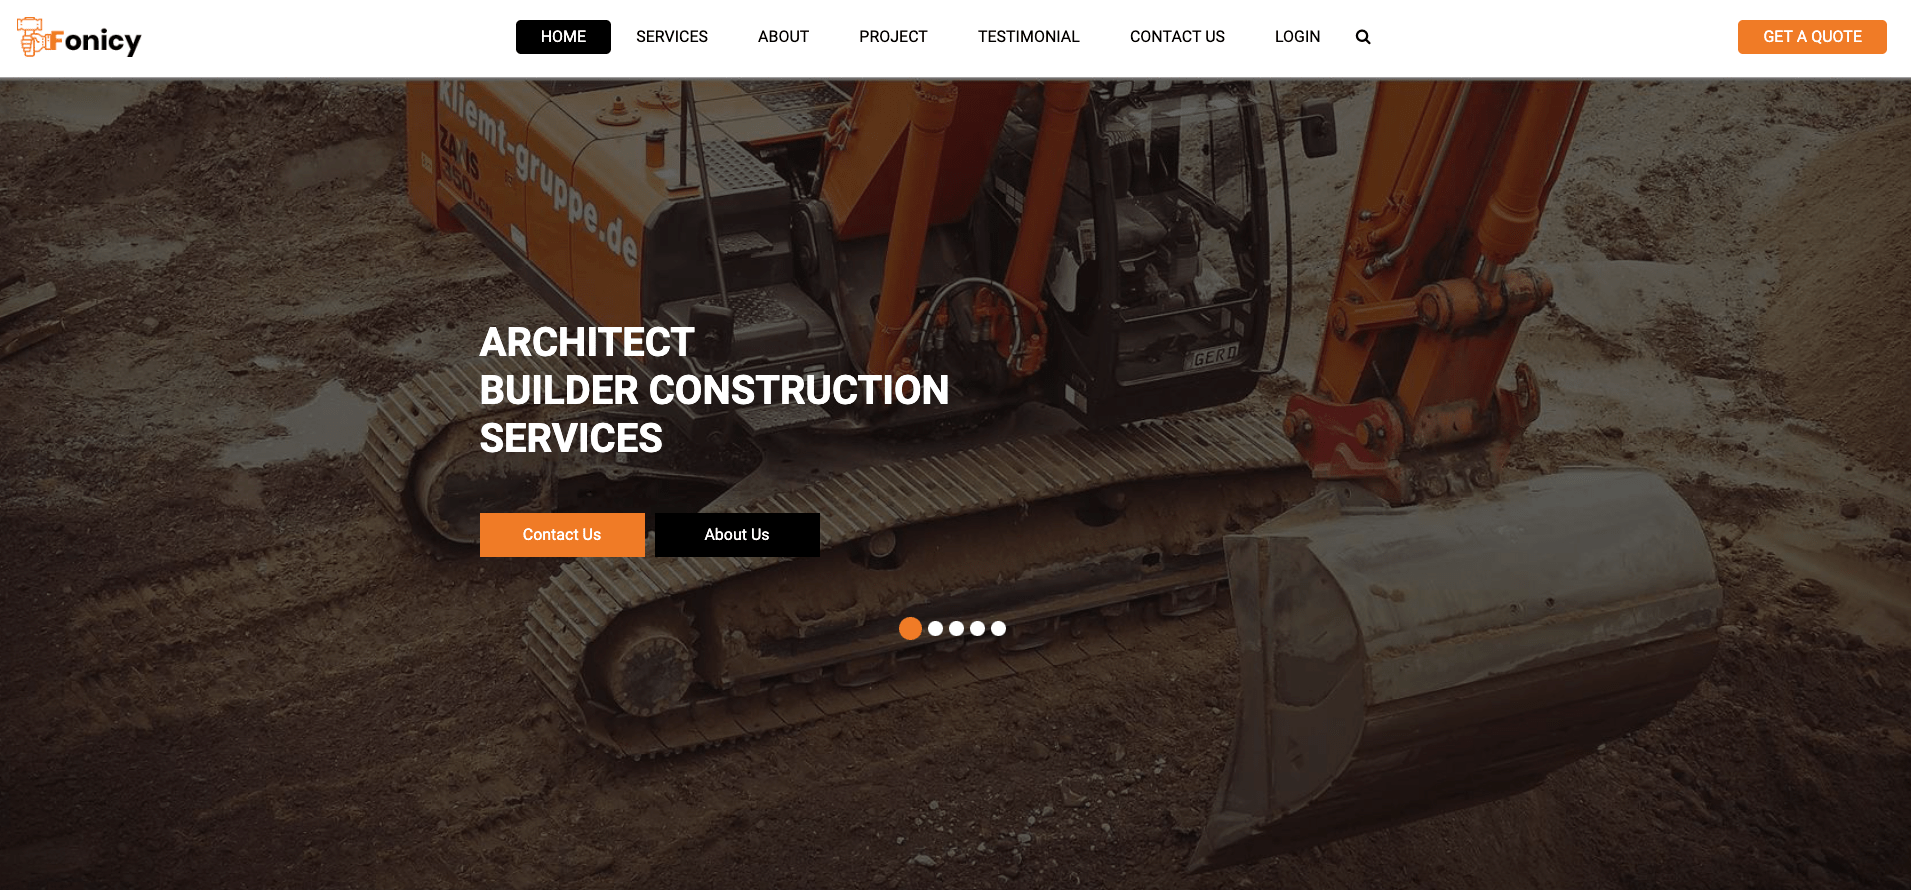 Fonicy
HOME
SERVICES
ABOUT
PROJECT
TESTIMONIAL
CONTACT US
LOGIN
GET A QUOTE
kliemt-gruppe.de
ZAXIS
350LCN
GERD
ARCHITECT
BUILDER CONSTRUCTION
SERVICES
Contact Us
About Us